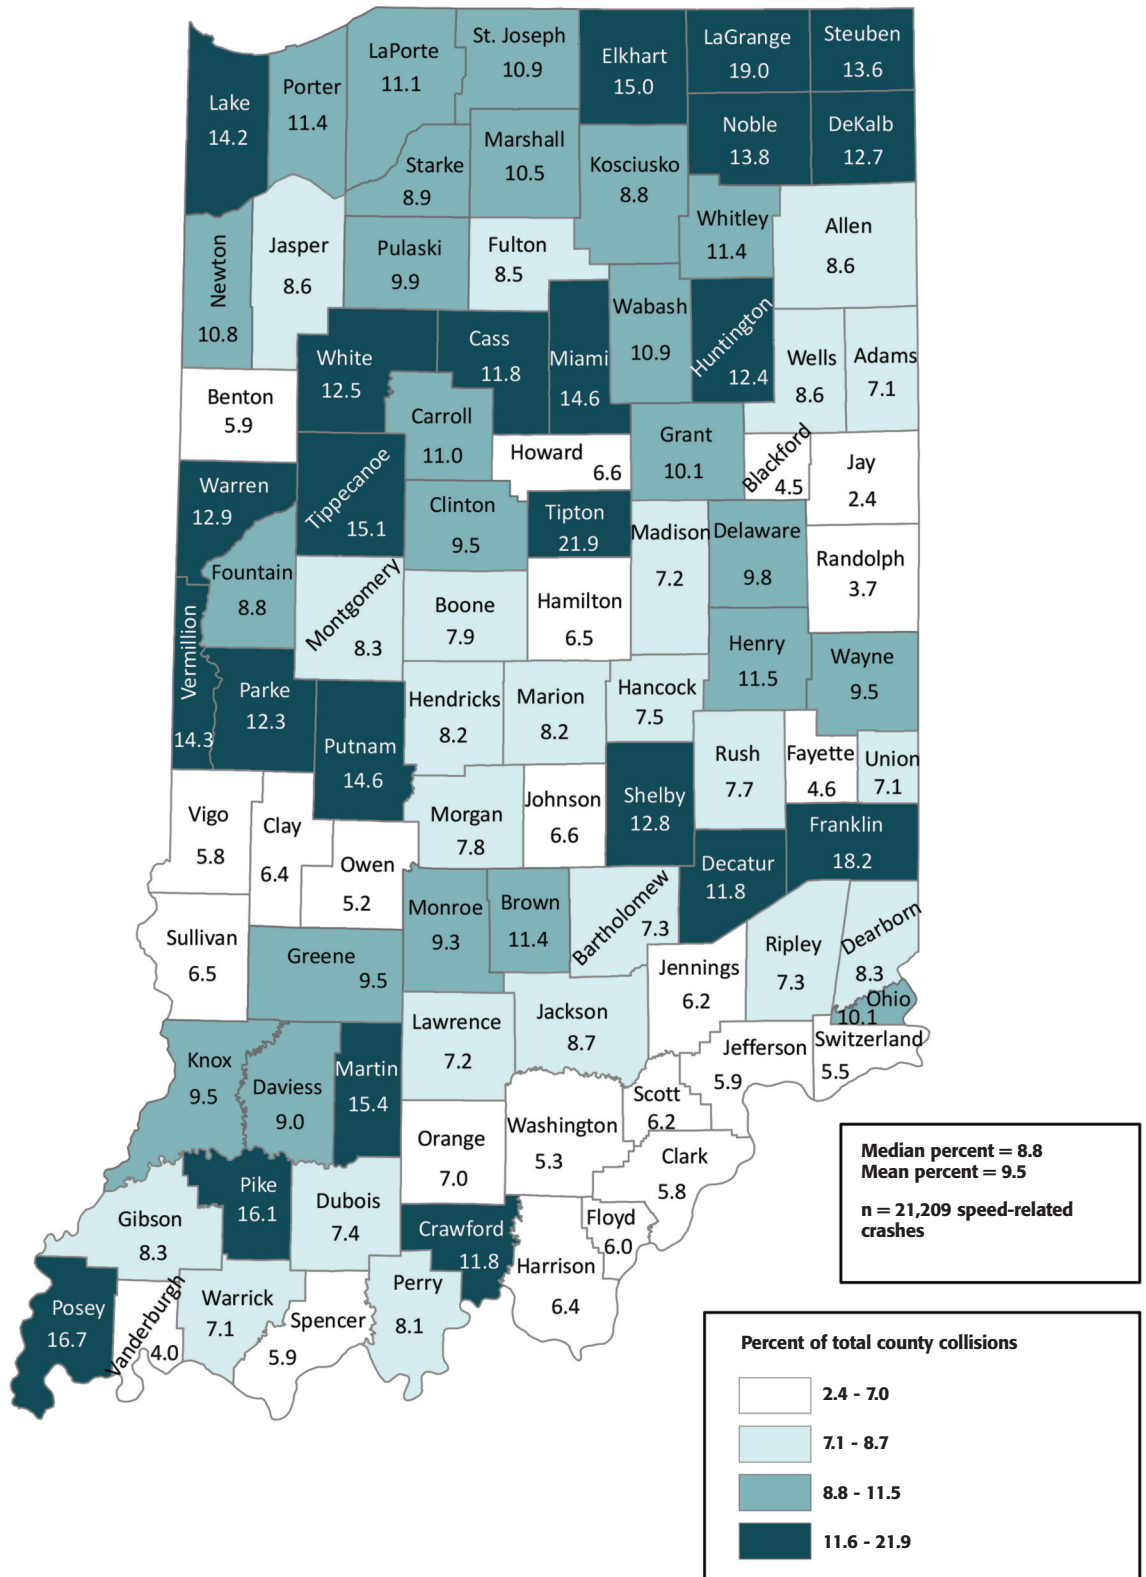 LaPorte
11.1
St. Joseph
10.9
Elkhart
15.0
LaGrange
19.0
Steuben
13.6
Lake
14.2
Porter
11.4
Noble
13.8
DeKalb
12.7
Starke
8.9
Marshall
10.5
Kosciusko
8.8
Whitley
11.4
Allen
8.6
Newton
10.8
Jasper
8.6
Pulaski
9.9
Fulton
8.5
Wabash
10.9
Huntington
12.4
Wells
8.6
Adams
7.1
White
12.5
Cass
11.8
Miami
14.6
Benton
5.9
Carroll
11.0
Howard
6.6
Grant
10.1
Blackford
4.5
Jay
2.4
Warren
12.9
Tippecanoe
15.1
Clinton
9.5
Tipton
21.9
Madison
7.2
Delaware
9.8
Randolph
3.7
Fountain
8.8
Montgomery
8.3
Boone
7.9
Hamilton
6.5
Vermillion
14.3
Parke
12.3
Putnam
14.6
Hendricks
8.2
Marion
8.2
Hancock
7.5
Henry
11.5
Wayne
9.5
Rush
7.7
Fayette
4.6
Union
7.1
Vigo
5.8
Clay
6.4
Owen
5.2
Morgan
7.8
Johnson
6.6
Shelby
12.8
Decatur
11.8
Franklin
18.2
Sullivan
6.5
Greene
9.5
Monroe
9.3
Brown
11.4
Bartholomew
7.3
Jennings
6.2
Ripley
7.3
Dearborn
8.3
Ohio
10.1
Switzerland
5.5
Knox
9.5
Daviess
9.0
Martin
15.4
Lawrence
7.2
Jackson
8.7
Jefferson
5.9
Scott
6.2
Orange
7.0
Washington
5.3
Clark
5.8
Gibson
8.3
Pike
16.1
Dubois
7.4
Crawford
11.8
Floyd
6.0
Harrison
6.4
Posey
16.7
Vanderburgh
4.0
Warrick
7.1
Spencer
5.9
Perry
8.1
Median percent = 8.8
Mean percent = 9.5
n = 21,209 speed-related
crashes
Percent of total county collisions
2.4 - 7.0
7.1 - 8.7
8.8 - 11.5
11.6 - 21.9